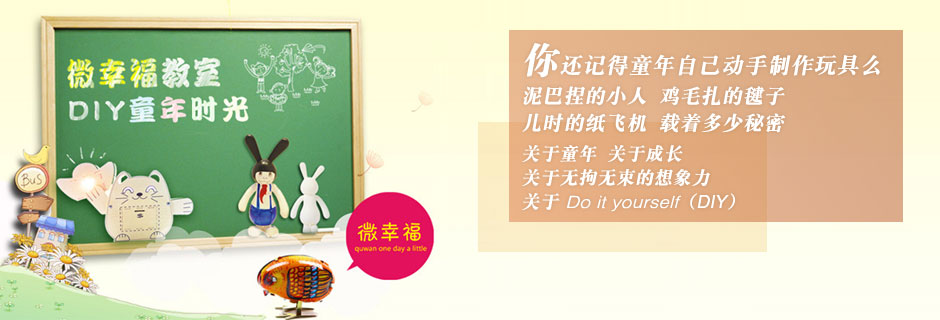 微幸福教室
DIY童年时光
BUS
微幸福
quwan one day a little
你还记得童年自己动手制作玩具么
泥巴捏的小人 鸡毛扎的毽子
儿时的纸飞机 载着多少秘密
关于童年 关于成长
关于无拘无束的想象力
关于 Do it yourself（DIY）